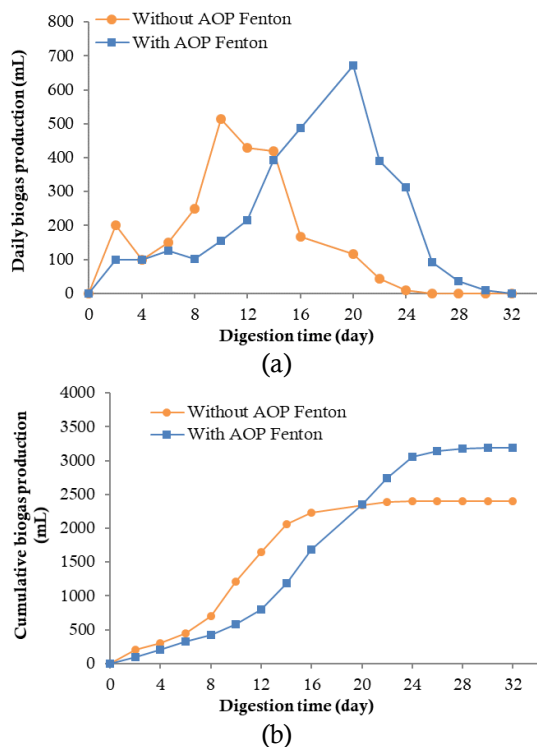 Without AOP Fenton
With AOP Fenton
Daily biogas production (mL)
800
700
600
500
400
300
200
100
0
0 4 8 12 16 20 24 28 32
Digestion time (day)
(a)
Cumulative biogas production
(mL)
4000
3500
3000
2500
2000
1500
1000
500
0
Without AOP Fenton
With AOP Fenton
0 4 8 12 16 20 24 28 32
Digestion time (day)
(b)